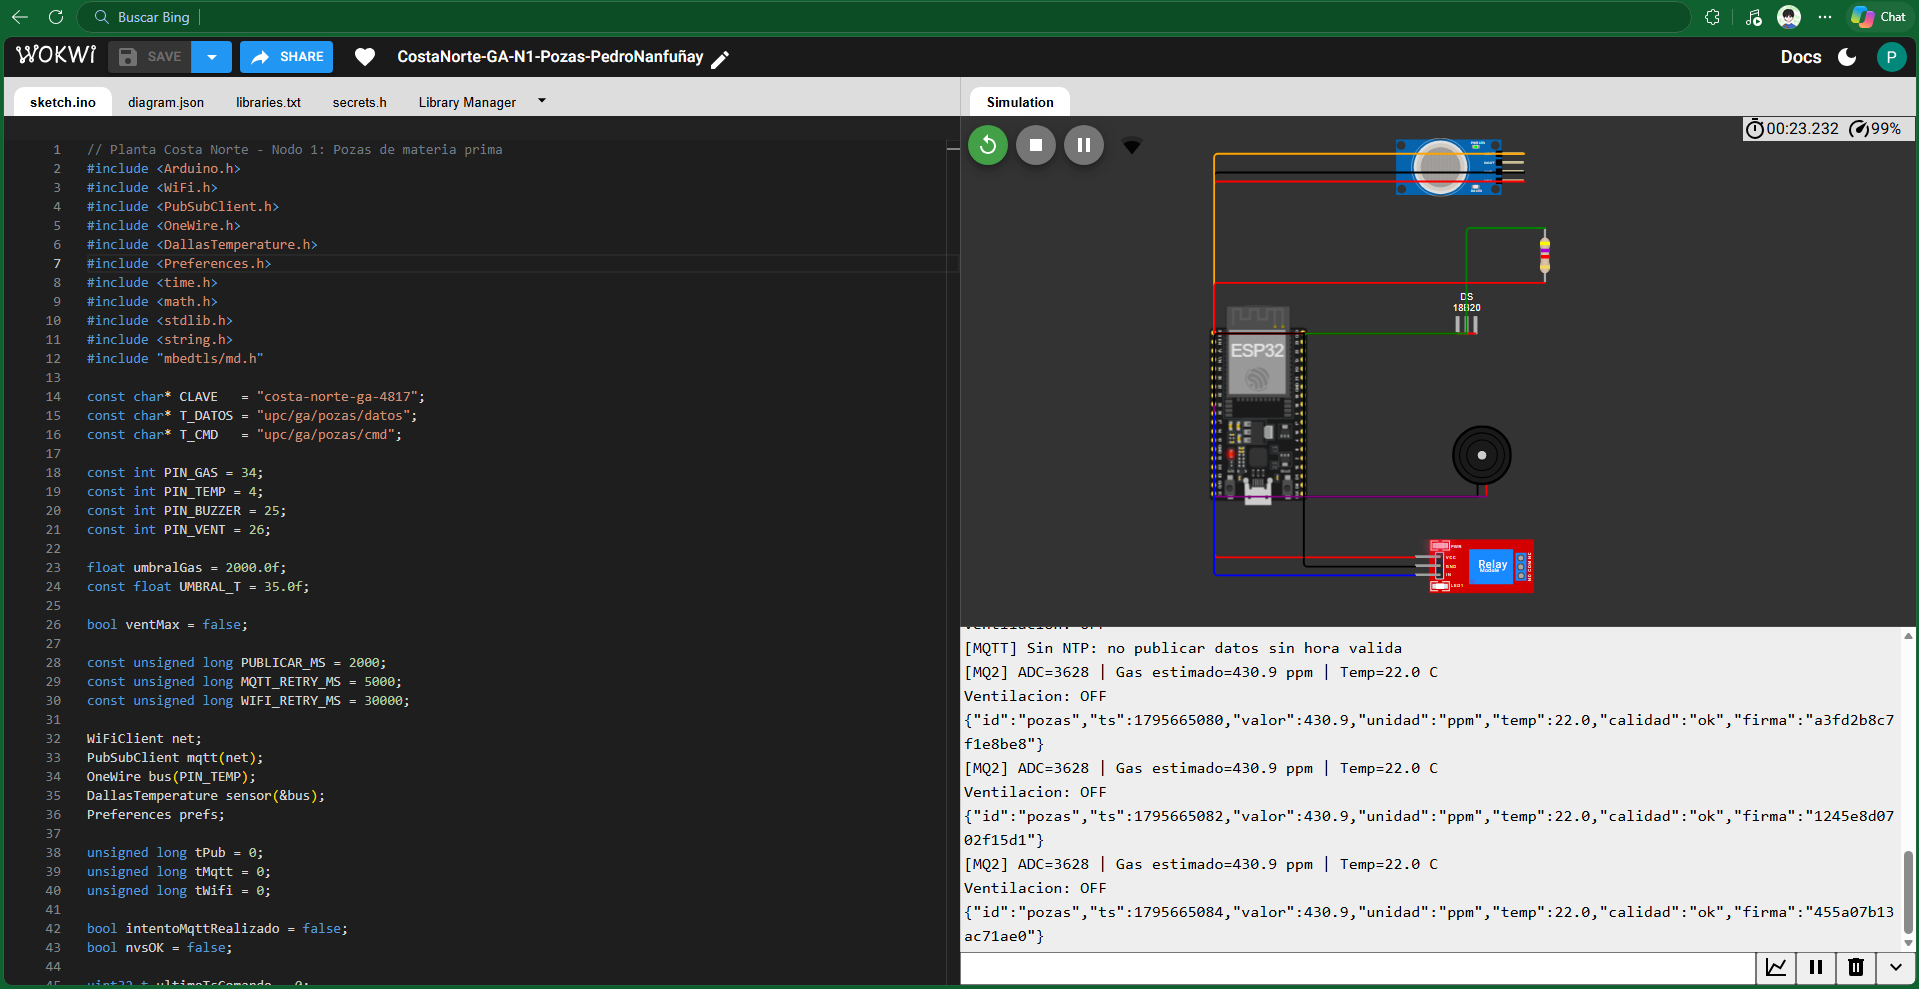 Buscar Bing
Chat
WOKWI
SAVE
SHARE
CostaNorte-GA-N1-Pozas-PedroNanfuñay
Docs
P
sketch.ino
diagram.json
libraries.txt
secrets.h
Library Manager
Simulation
00:23.232
99%
1 // Planta Costa Norte - Nodo 1: Pozas de materia prima
2 #include <Arduino.h>
3 #include <WiFi.h>
4 #include <PubSubClient.h>
5 #include <OneWire.h>
6 #include <DallasTemperature.h>
7 #include <Preferences.h>
8 #include <time.h>
9 #include <math.h>
10 #include <stdlib.h>
11 #include <string.h>
12 #include "mbedtls/md.h"
13
14 const char* CLAVE   = "costa-norte-ga-4817";
15 const char* T_DATOS = "upc/ga/pozas/datos";
16 const char* T_CMD   = "upc/ga/pozas/cmd";
17
18 const int PIN_GAS = 34;
19 const int PIN_TEMP = 4;
20 const int PIN_BUZZER = 25;
21 const int PIN_VENT = 26;
22
23 float umbralGas = 2000.0f;
24 const float UMBRAL_T = 35.0f;
25
26 bool ventMax = false;
27
28 const unsigned long PUBLICAR_MS = 2000;
29 const unsigned long MQTT_RETRY_MS = 5000;
30 const unsigned long WIFI_RETRY_MS = 30000;
31
32 WiFiClient net;
33 PubSubClient mqtt(net);
34 OneWire bus(PIN_TEMP);
35 DallasTemperature sensor(&bus);
36 Preferences prefs;
37
38 unsigned long tPub = 0;
39 unsigned long tMqtt = 0;
40 unsigned long tWifi = 0;
41
42 bool intentoMqttRealizado = false;
43 bool nvsOK = false;
44
45 uint32_t ultimoTsComando = 0;
DS
18B20
ESP32
PWR
VCC
GND
IN
LED1
Relay
Module
NO COM NC
Ventilacion: OFF
[MQTT] Sin NTP: no publicar datos sin hora valida
[MQ2] ADC=3628 | Gas estimado=430.9 ppm | Temp=22.0 C
Ventilacion: OFF
{"id":"pozas","ts":1795665080,"valor":430.9,"unidad":"ppm","temp":22.0,"calidad":"ok","firma":"a3fd2b8c7
f1e8be8"}
[MQ2] ADC=3628 | Gas estimado=430.9 ppm | Temp=22.0 C
Ventilacion: OFF
{"id":"pozas","ts":1795665082,"valor":430.9,"unidad":"ppm","temp":22.0,"calidad":"ok","firma":"1245e8d07
02f15d1"}
[MQ2] ADC=3628 | Gas estimado=430.9 ppm | Temp=22.0 C
Ventilacion: OFF
{"id":"pozas","ts":1795665084,"valor":430.9,"unidad":"ppm","temp":22.0,"calidad":"ok","firma":"455a07b13
ac71ae0"}